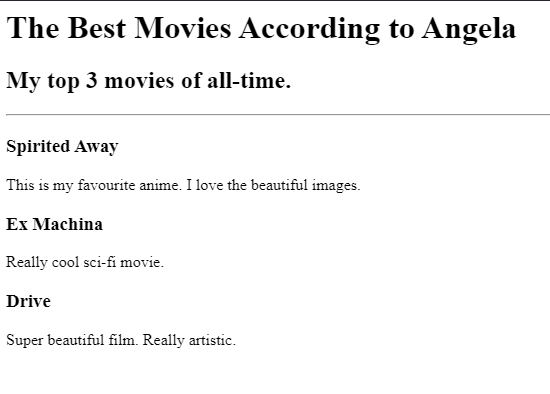 The Best Movies According to Angela
My top 3 movies of all-time.
Spirited Away
This is my favourite anime. I love the beautiful images.
Ex Machina
Really cool sci-fi movie.
Drive
Super beautiful film. Really artistic.